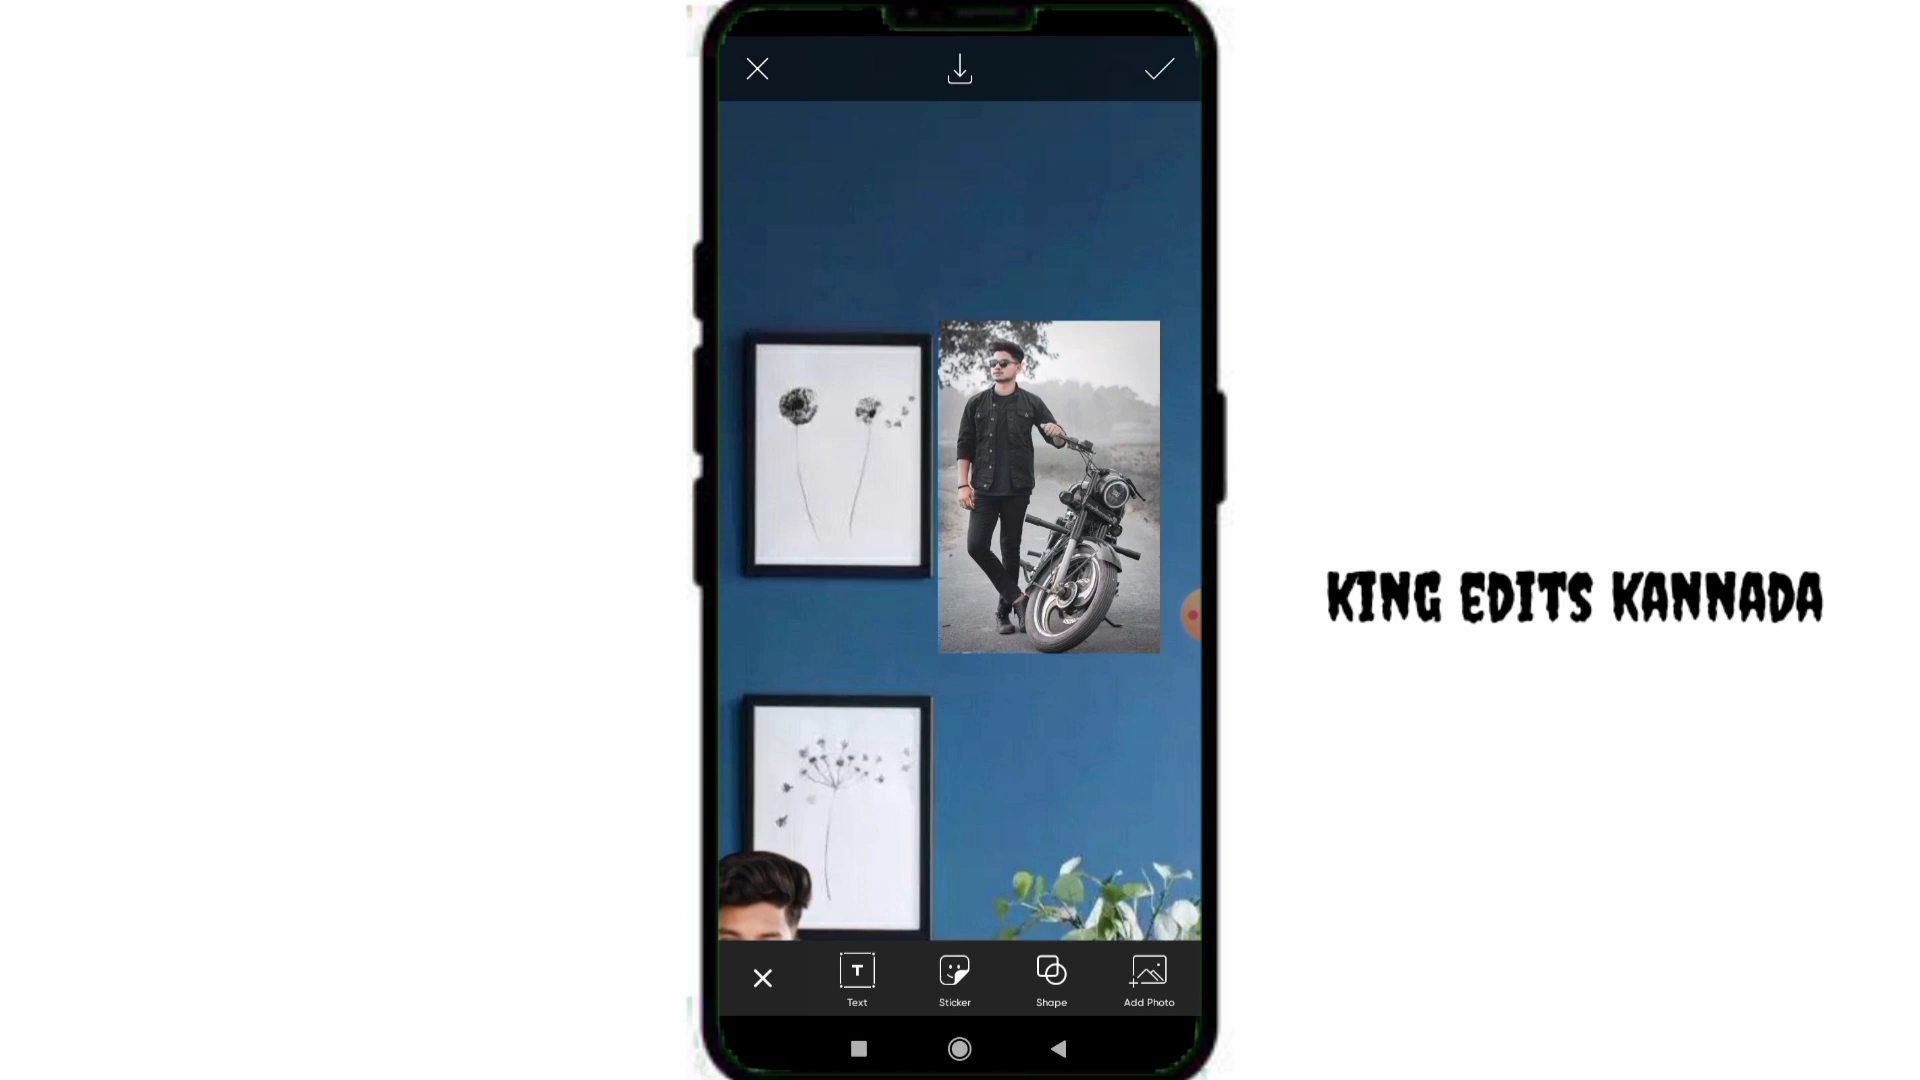 KING EDITS KANNADA
T
Text
Sticker
Shape
Add Photo